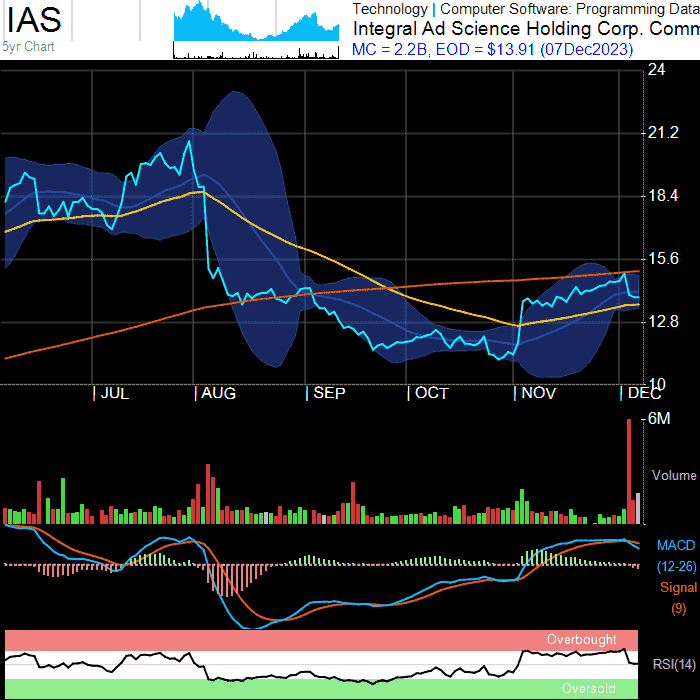 IAS
5yr Chart
Technology | Computer Software: Programming Data
Integral Ad Science Holding Corp. Comm
MC = 2.2B, EOD = $13.91 (07Dec2023)
24
21.2
18.4
15.6
12.8
10
JUL AUG SEP OCT NOV DEC
6M
Volume
MACD
(12-26)
Signal
(9)
Overbought
RSI(14)
Oversold